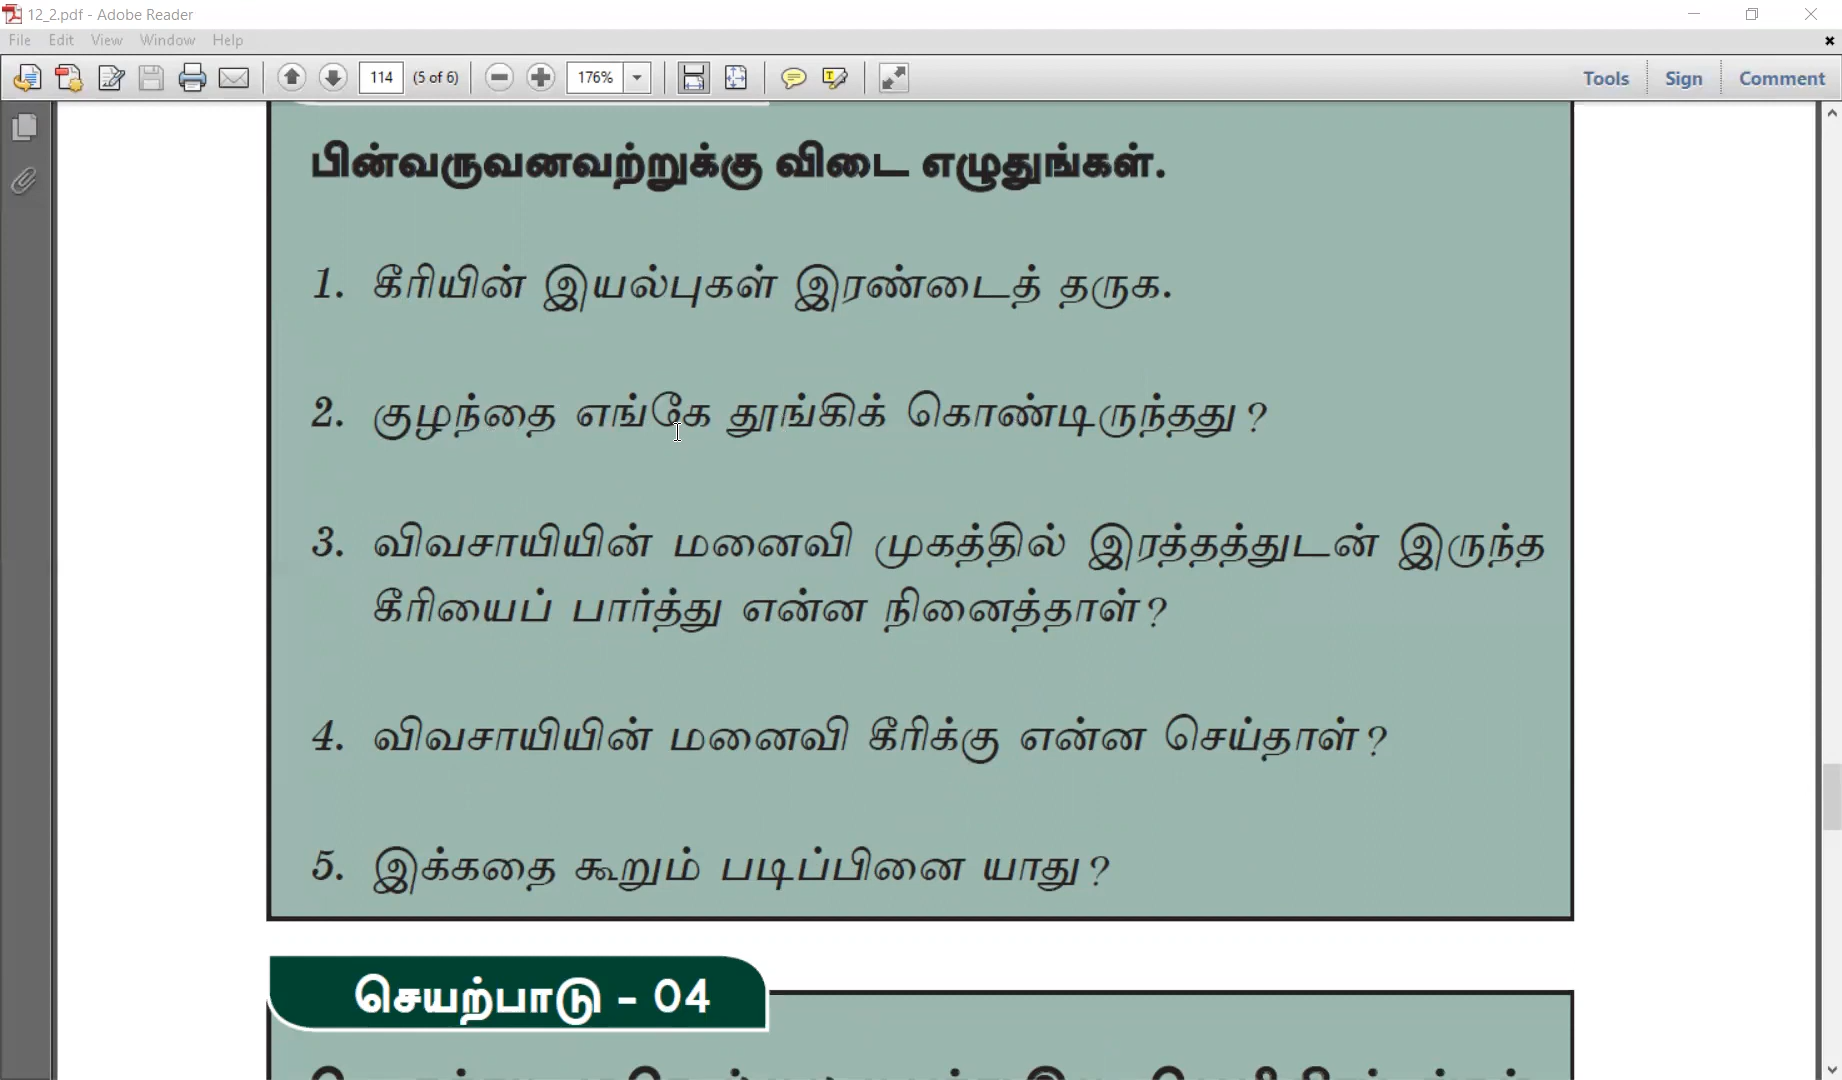 12_2.pdf - Adobe Reader
File Edit View Window Help
114 (5 of 6) 176% Tools Sign Comment
பின்வருவனவற்றுக்கு விடை எழுதுங்கள்.
1. கீரியின் இயல்புகள் இரண்டைத் தருக.
2. குழந்தை எங்கே தூங்கிக் கொண்டிருந்தது?
3. விவசாயியின் மனைவி முகத்தில் இரத்தத்துடன் இருந்த
கீரியைப் பார்த்து என்ன நினைத்தாள்?
4. விவசாயியின் மனைவி கீரிக்கு என்ன செய்தாள்?
5. இக்கதை கூறும் படிப்பினை யாது?
செயற்பாடு - 04